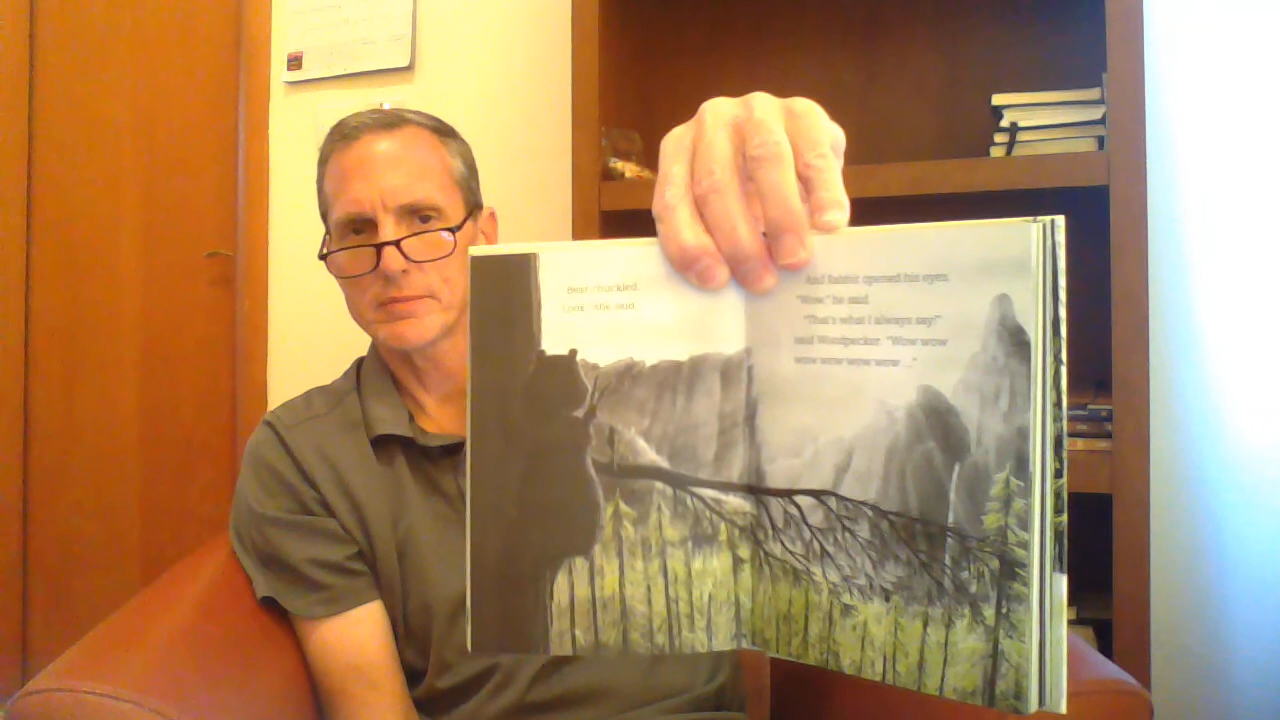 Bear chuckled.
"Look," she said.
And Rabbit opened his eyes.
"Wow," he said.
"That's what I always say!"
said Woodpecker. "Wow wow
wow wow wow wow ..."